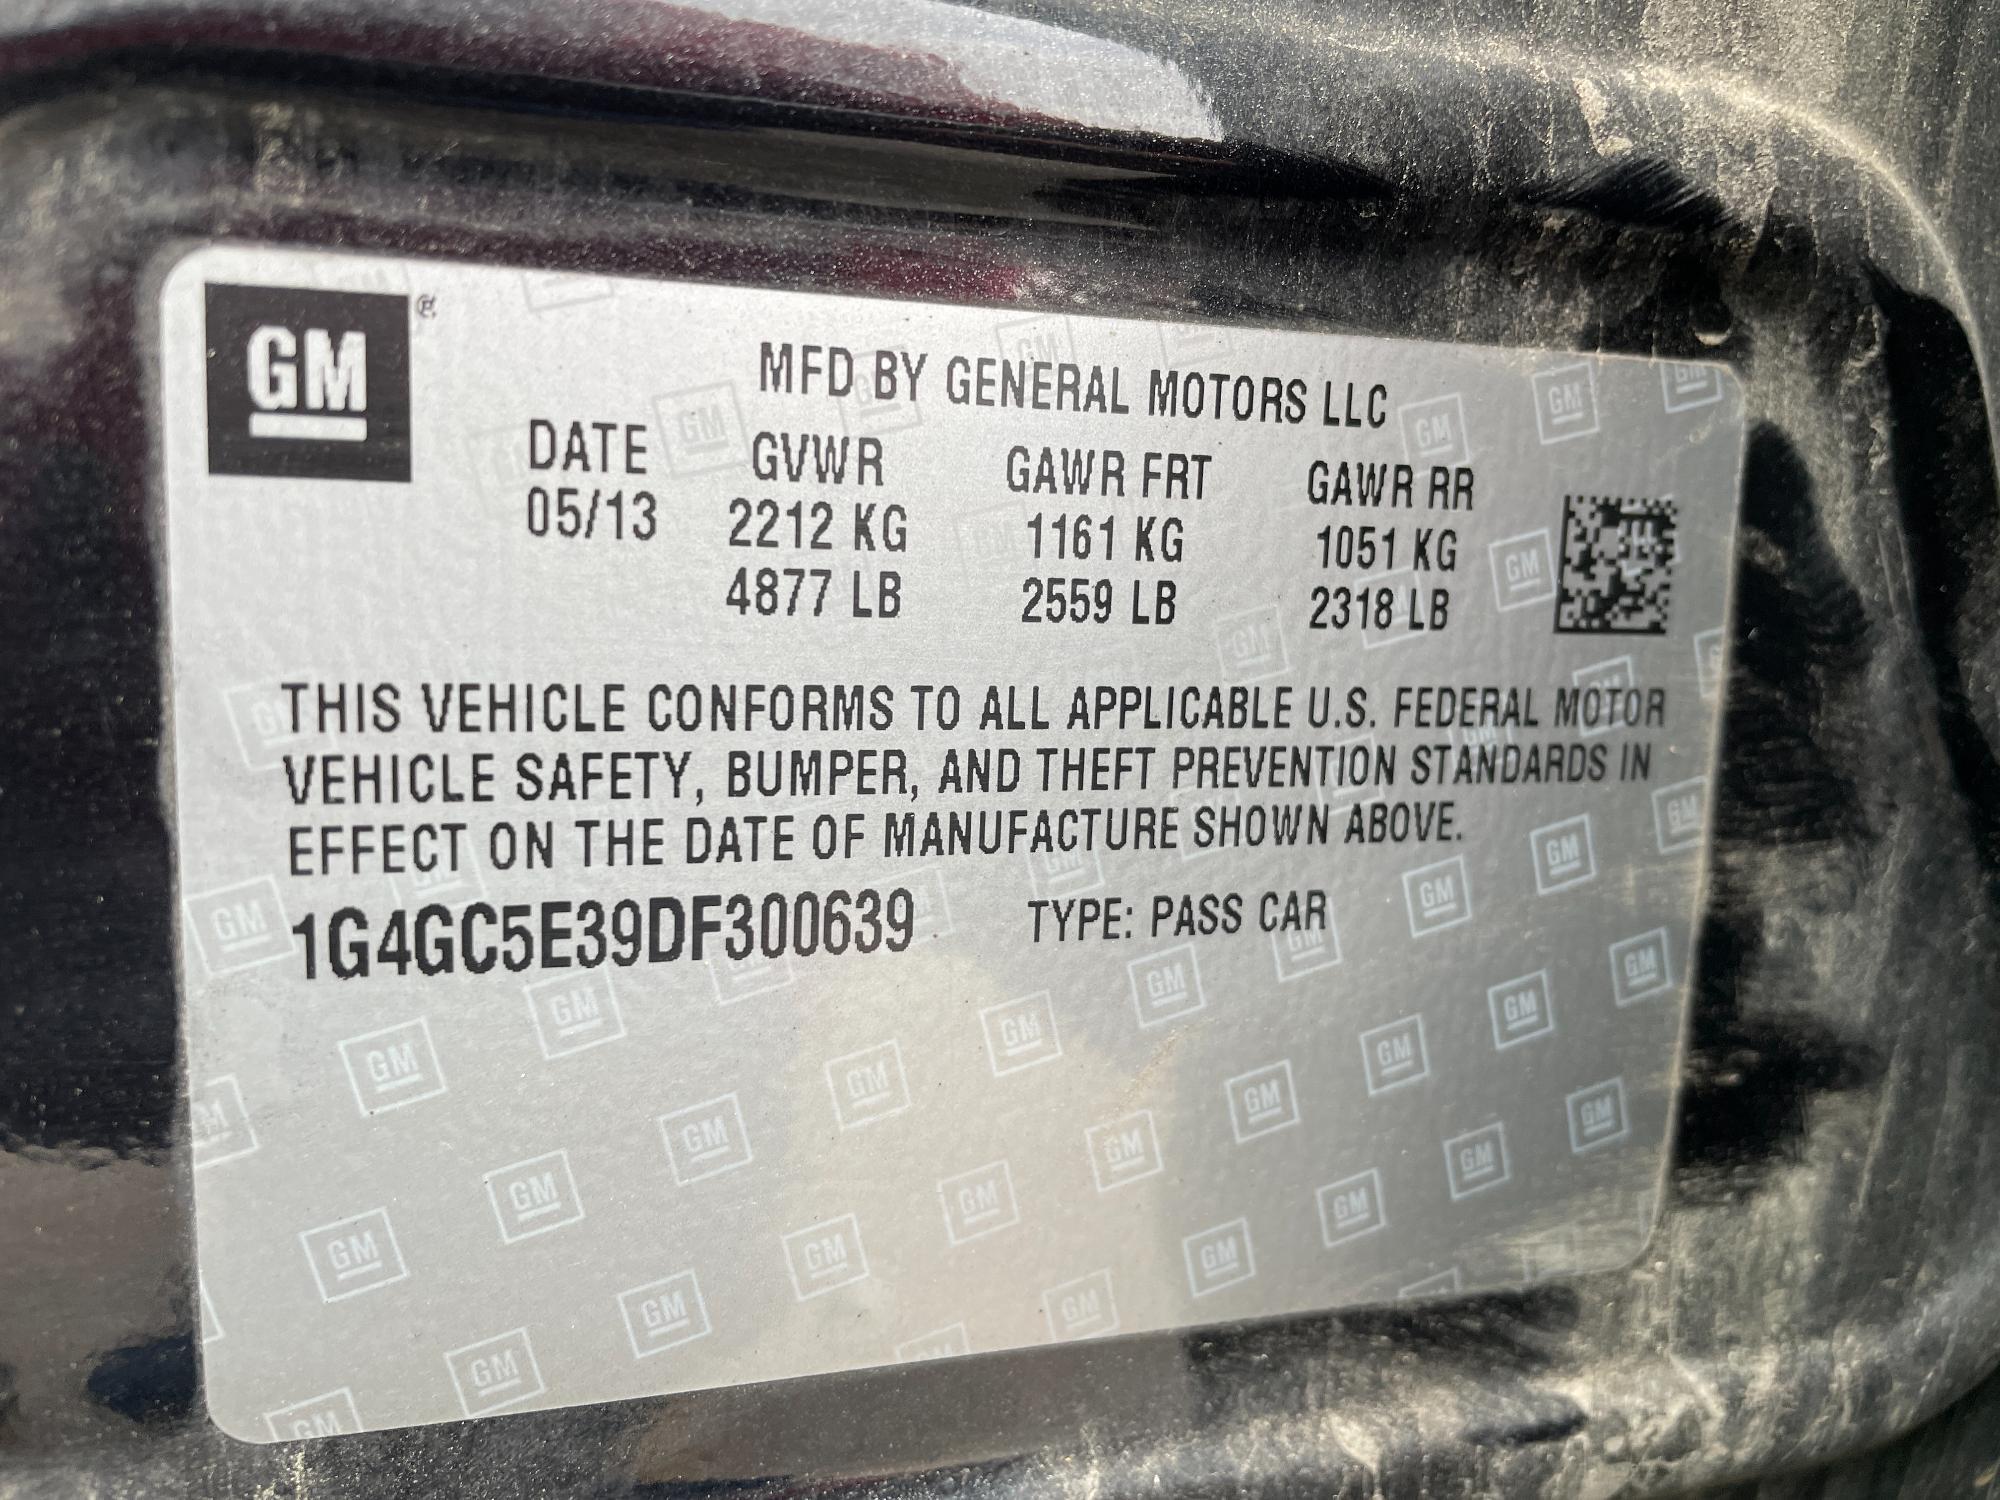 GM
MFD BY GENERAL MOTORS LLC
DATE GVWR GAWR FRT GAWR RR
05/13 2212 KG 1161 KG 1051 KG
4877 LB 2559 LB 2318 LB
THIS VEHICLE CONFORMS TO ALL APPLICABLE U.S. FEDERAL MOTOR
VEHICLE SAFETY, BUMPER, AND THEFT PREVENTION STANDARDS IN
EFFECT ON THE DATE OF MANUFACTURE SHOWN ABOVE.
1G4GC5E39DF300639 TYPE: PASS CAR